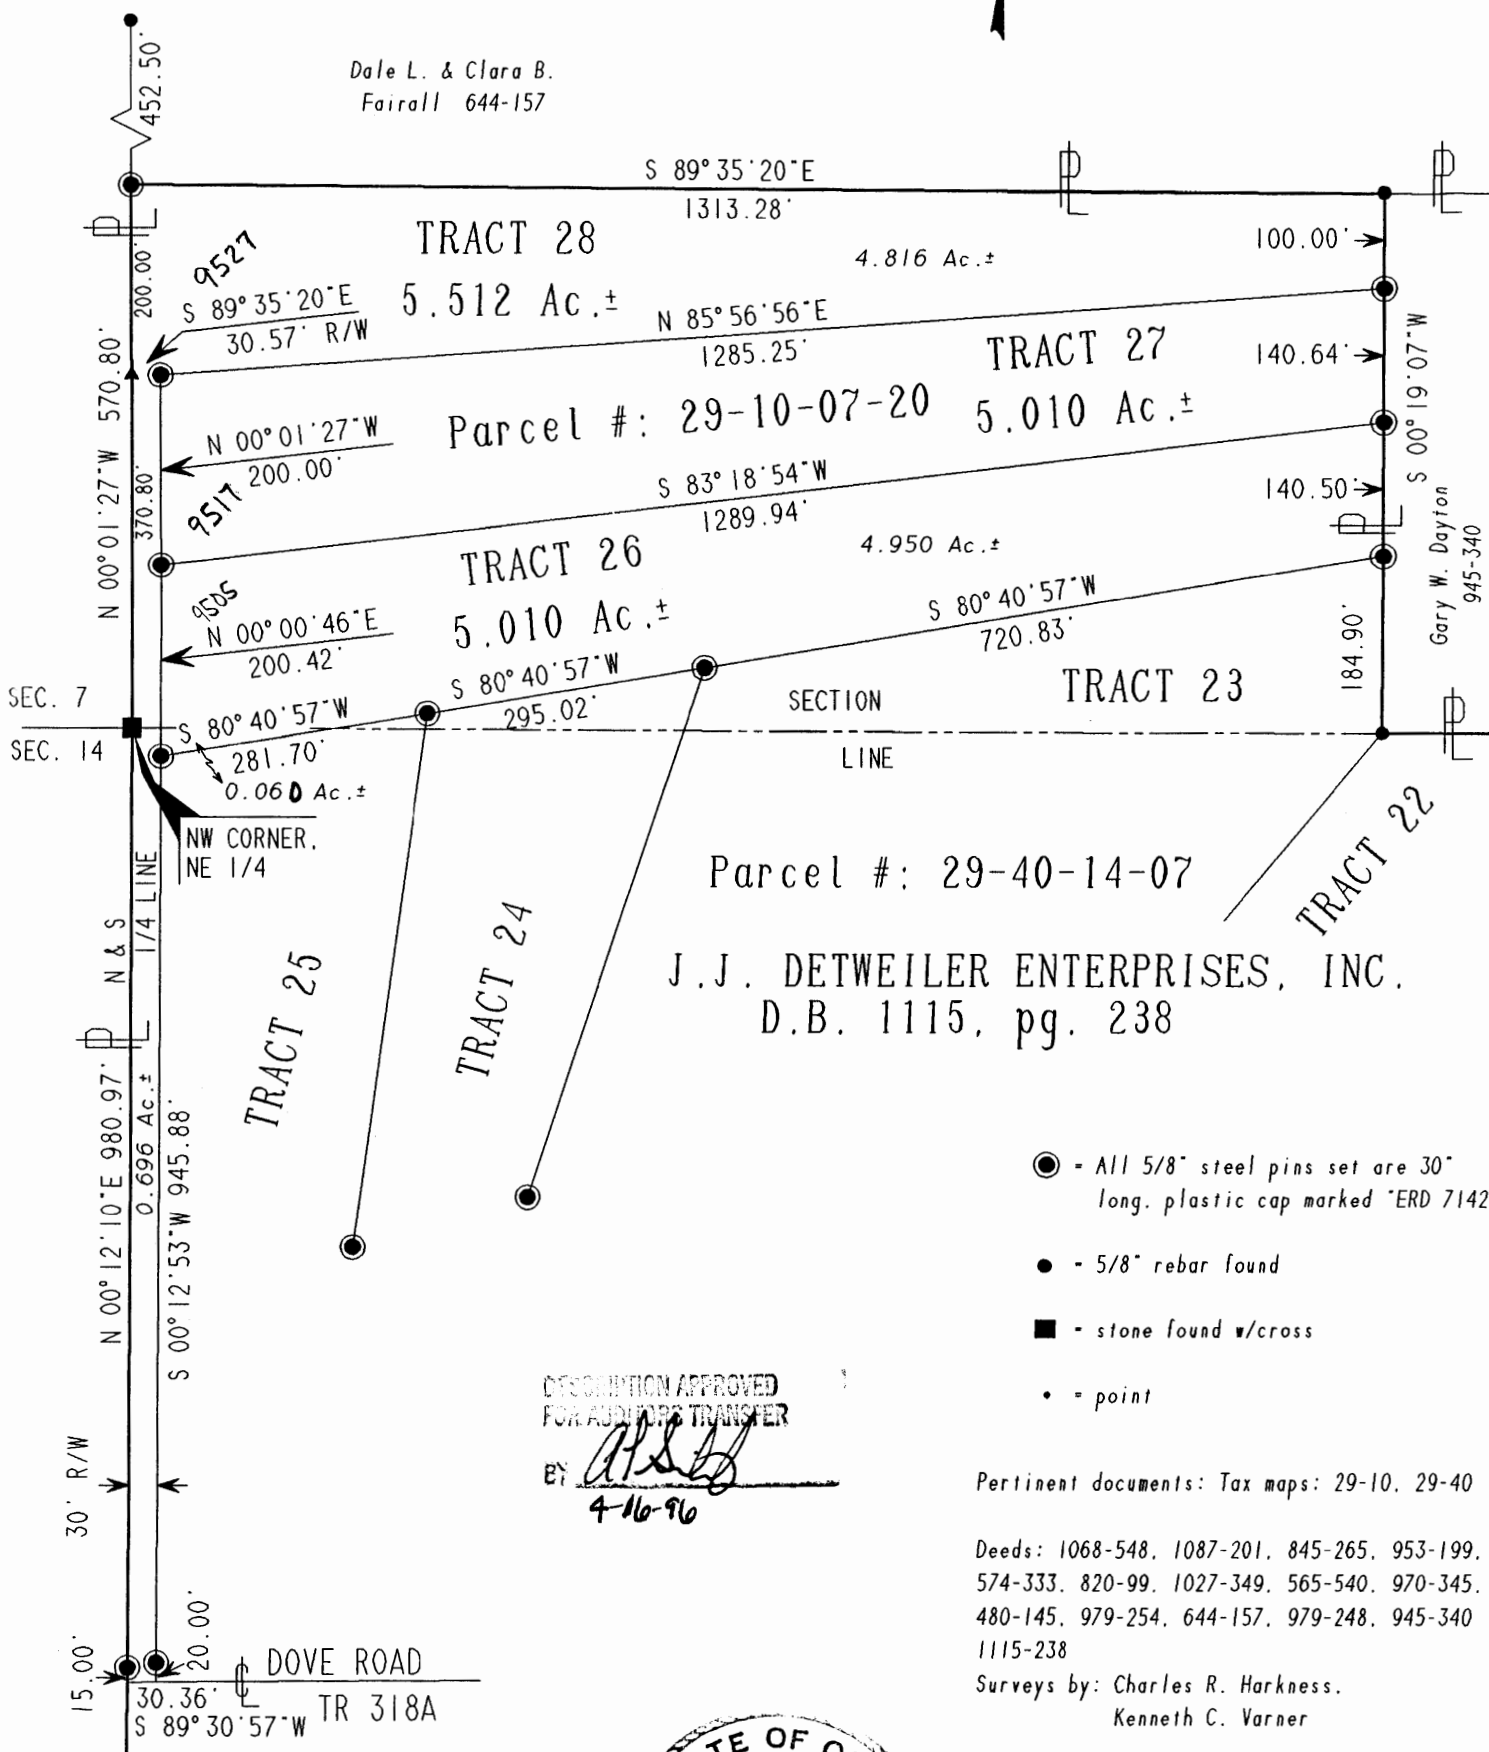 452.50'
Dale L. & Clara B.
Fairall 644-157
S 89°35'20"E
1313.28'
TRACT 28
5.512 Ac.±
4.816 Ac.±
100.00'
200.00'
9527
S 89°35'20"E
30.57' R/W
N 85°56'56"E
1285.25'
TRACT 27
5.010 Ac.±
140.64'
S 00°19'07"W
N 00°01'27"W 570.80'
370.80'
Parcel #: 29-10-07-20
N 00°01'27"W
200.00'
9517
S 83°18'54"W
1289.94'
140.50'
Gary W. Dayton
945-340
TRACT 26
5.010 Ac.±
4.950 Ac.±
9505
N 00°00'46"E
200.42'
S 80°40'57"W
720.83'
S 80°40'57"W
295.02'
184.90'
TRACT 23
SEC. 7
SEC. 14
SECTION
LINE
S 80°40'57"W
281.70'
0.060 Ac.±
NW CORNER,
NE 1/4
N & S
1/4 LINE
Parcel #: 29-40-14-07
TRACT 22
TRACT 25
TRACT 24
J.J. DETWEILER ENTERPRISES, INC.
D.B. 1115, pg. 238
N 00°12'10"E 980.97'
0.696 Ac.±
S 00°12'53"W 945.88'
= All 5/8" steel pins set are 30"
long, plastic cap marked "ERD 7142
= 5/8" rebar found
= stone found w/cross
= point
DESCRIPTION APPROVED
FOR AUDITORS TRANSFER
BY
4-16-96
30' R/W
Pertinent documents: Tax maps: 29-10, 29-40
Deeds: 1068-548, 1087-201, 845-265, 953-199,
574-333, 820-99, 1027-349, 565-540, 970-345,
480-145, 979-254, 644-157, 979-248, 945-340
1115-238
Surveys by: Charles R. Harkness,
Kenneth C. Varner
15.00'
20.00'
DOVE ROAD
TR 318A
30.36'
S 89°30'57"W
TE OF O